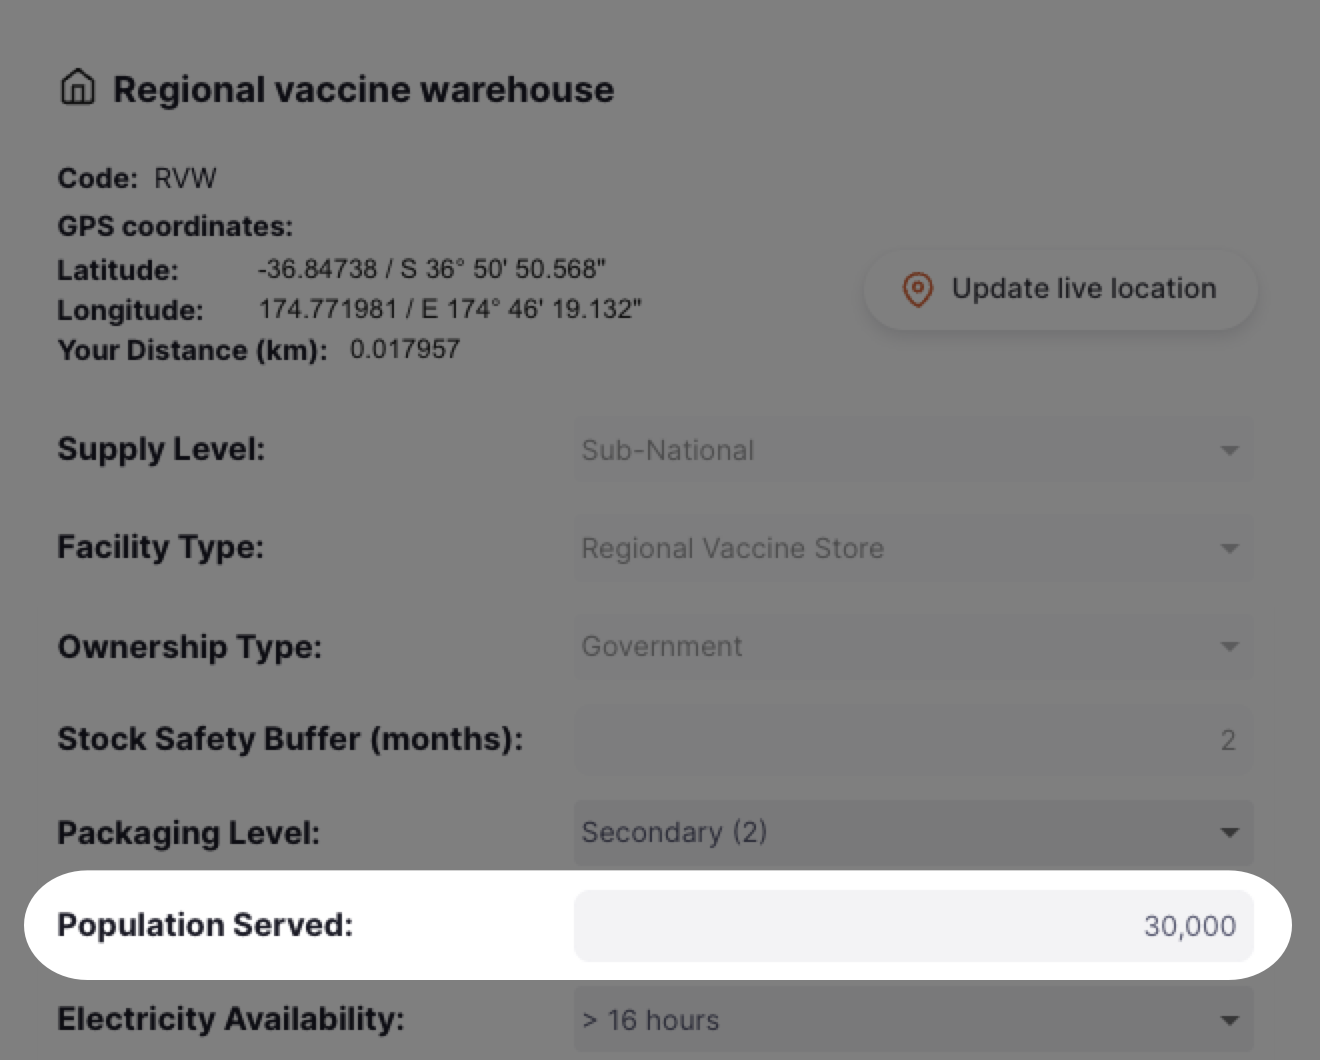 Regional vaccine warehouse
Code: RVW
GPS coordinates:
Latitude: -36.84738 / S 36° 50' 50.568"
Longitude: 174.771981 / E 174° 46' 19.132"
Your Distance (km): 0.017957
Update live location
Supply Level: Sub-National
Facility Type: Regional Vaccine Store
Ownership Type: Government
Stock Safety Buffer (months): 2
Packaging Level: Secondary (2)
Population Served: 30,000
Electricity Availability: > 16 hours